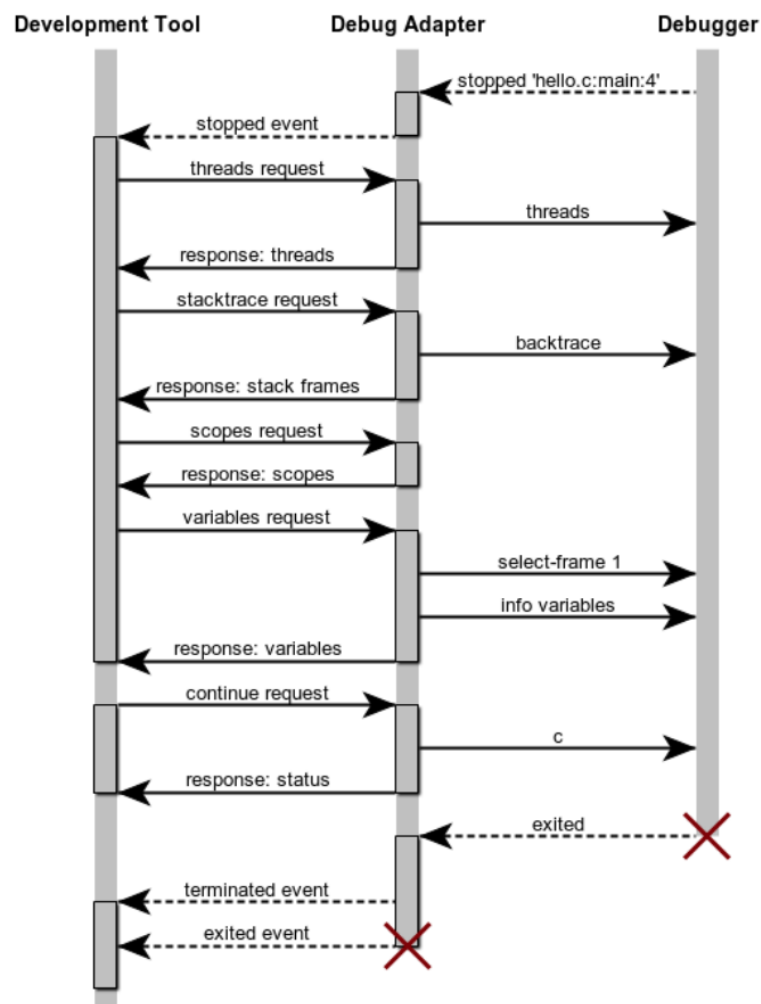 Development Tool
Debug Adapter
Debugger
stopped 'hello.c:main:4'
stopped event
threads request
threads
response: threads
stacktrace request
backtrace
response: stack frames
scopes request
response: scopes
variables request
select-frame 1
info variables
response: variables
continue request
c
response: status
exited
terminated event
exited event